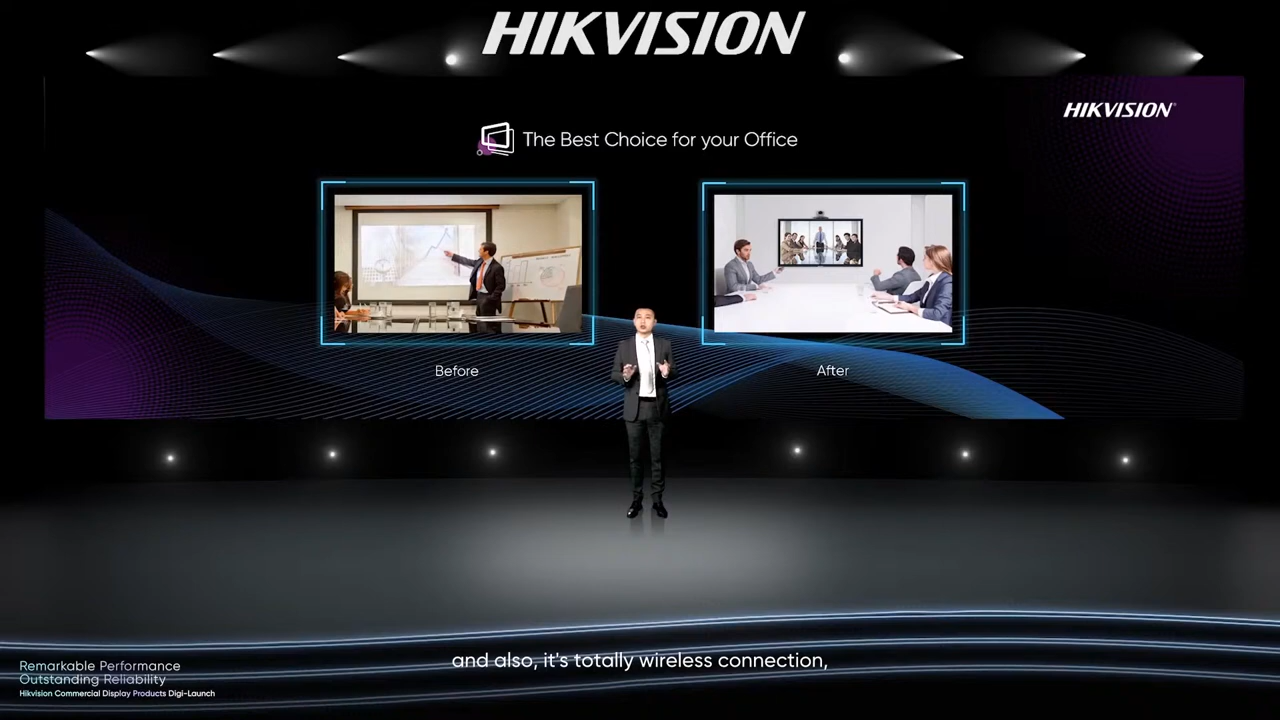 HIKVISION
HIKVISION®
The Best Choice for your Office
Before
After
and also, it's totally wireless connection,
Remarkable Performance
Outstanding Reliability
Hikvision Commercial Display Products Digi-Launch